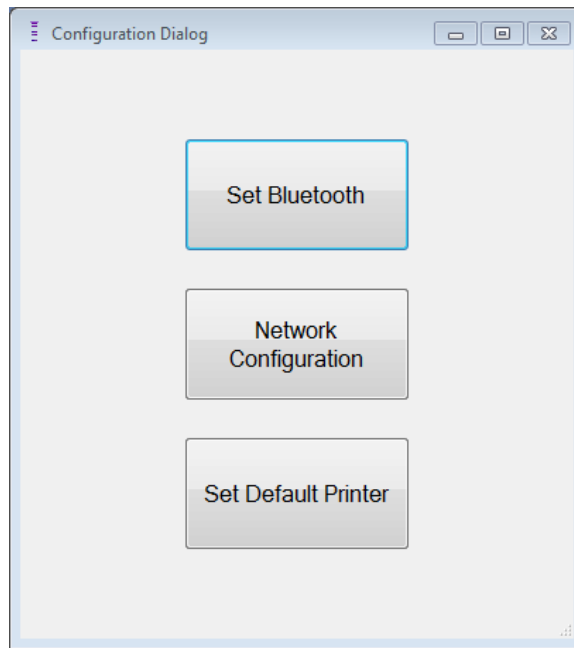 Configuration Dialog
Set Bluetooth
Network
Configuration
Set Default Printer